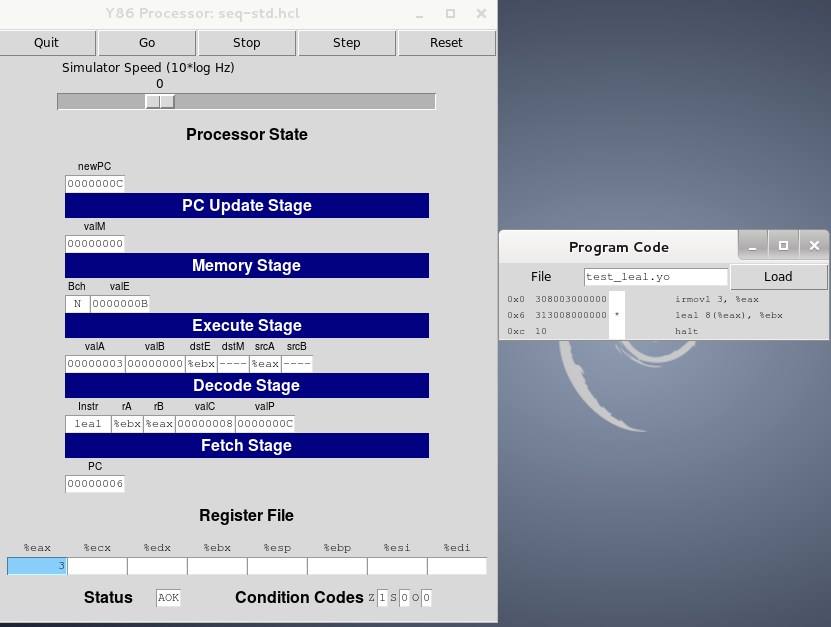 Y86 Processor: seq-std.hcl
Quit Go Stop Step Reset
Simulator Speed (10*log Hz)
0
Processor State
newPC
0000000C
PC Update Stage
valM
00000000
Memory Stage
Bch valE
N 0000000B
Execute Stage
valA valB dstE dstM srcA srcB
00000003 00000000 %ebx ---- %eax ----
Decode Stage
Instr rA rB valC valP
leal %ebx %eax 00000008 0000000C
Fetch Stage
PC
00000006
Register File
%eax %ecx %edx %ebx %esp %ebp %esi %edi
3
Status AOK Condition Codes Z 1 S 0 O 0
Program Code
File test_leal.yo Load
0x0 308003000000 irmovl 3, %eax
0x6 313008000000 * leal 8(%eax), %ebx
0xc 10 halt